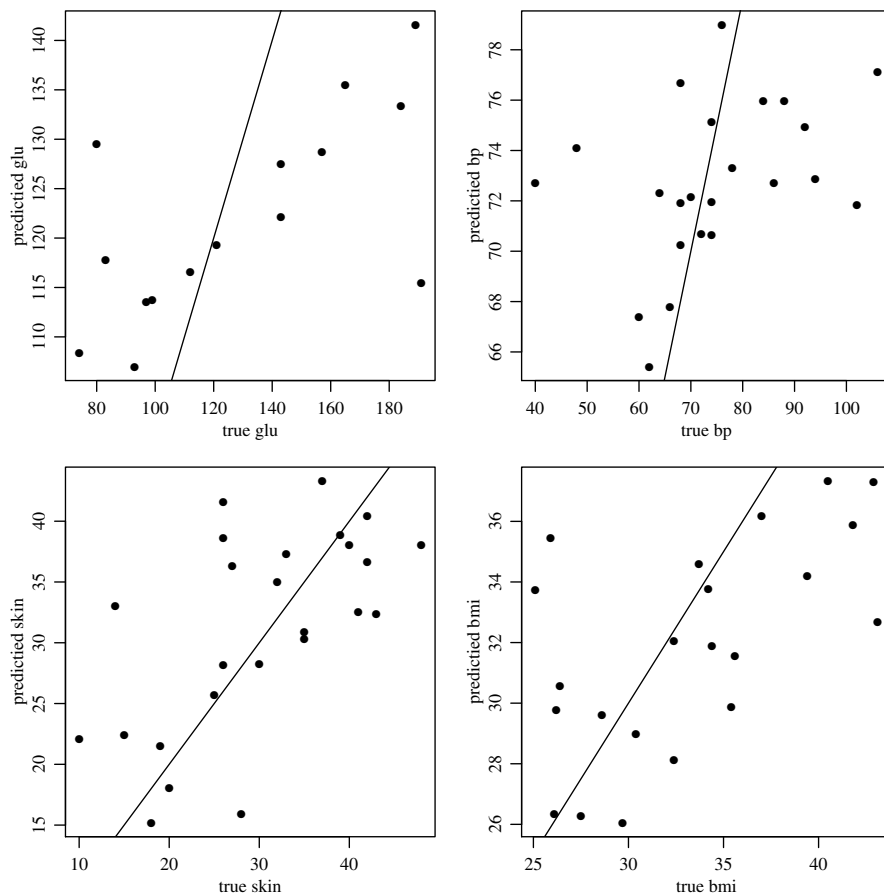 140
135
130
125
120
115
110
predictied glu
80 100 120 140 160 180
true glu
78
76
74
72
70
68
66
predictied bp
40 50 60 70 80 90 100
true bp
40
35
30
25
20
15
predictied skin
10 20 30 40
true skin
36
34
32
30
28
26
predictied bmi
25 30 35 40
true bmi